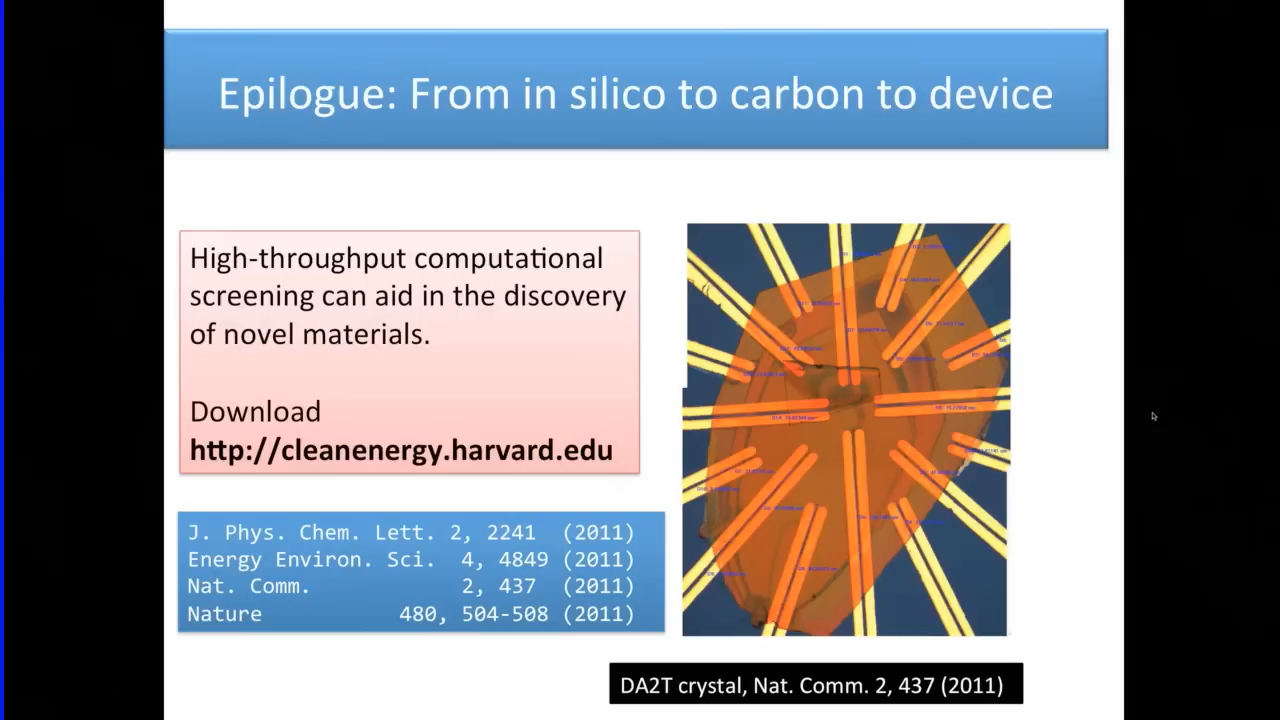 Epilogue: From in silico to carbon to device
High-throughput computational
screening can aid in the discovery
of novel materials.
Download
http://cleanenergy.harvard.edu
J. Phys. Chem. Lett. 2, 2241 (2011)
Energy Environ. Sci. 4, 4849 (2011)
Nat. Comm. 2, 437 (2011)
Nature 480, 504-508 (2011)
DA2T crystal, Nat. Comm. 2, 437 (2011)